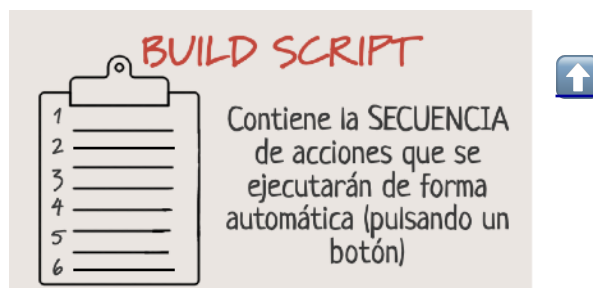 BUILD SCRIPT
1
2
3
4
5
6
Contiene la SECUENCIA
de acciones que se
ejecutarán de forma
automática (pulsando un
botón)